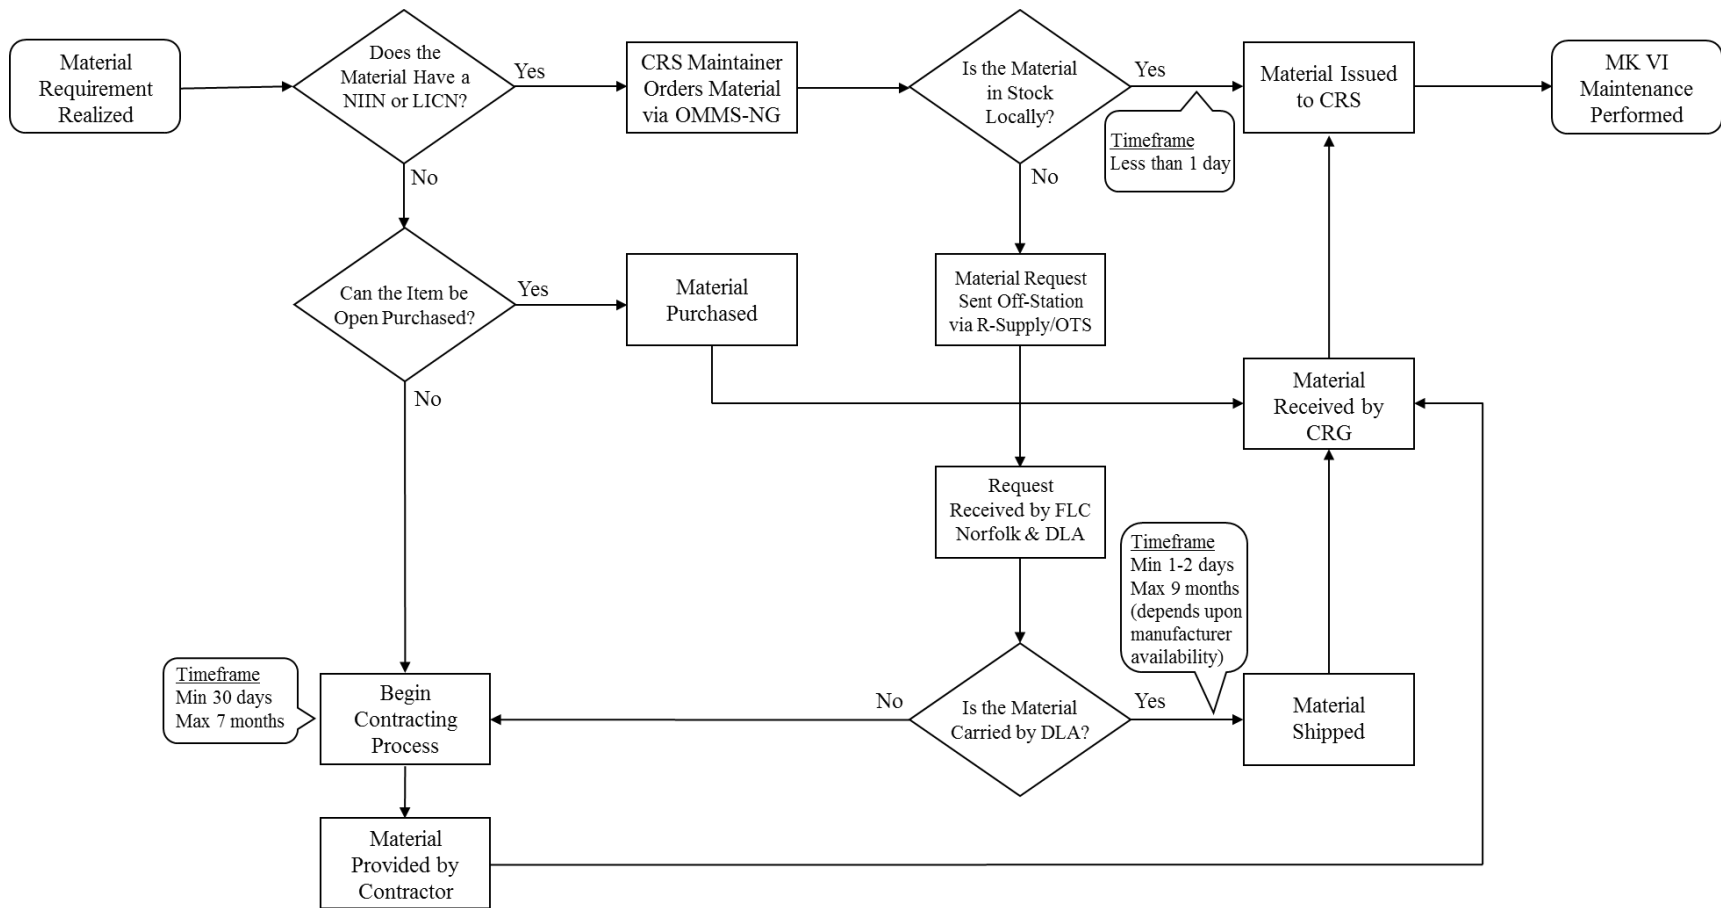 Material
Requirement
Realized
Does the
Material Have a
NIIN or LICN?
Yes
No
CRS Maintainer
Orders Material
via OMMS-NG
Is the Material
in Stock
Locally?
Yes
No
Timeframe
Less than 1 day
Material Issued
to CRS
MK VI
Maintenance
Performed
Can the Item be
Open Purchased?
Yes
No
Material
Purchased
Material Request
Sent Off-Station
via R-Supply/OTS
Material
Received by
CRG
Request
Received by FLC
Norfolk & DLA
Timeframe
Min 1-2 days
Max 9 months
(depends upon
manufacturer
availability)
Timeframe
Min 30 days
Max 7 months
Begin
Contracting
Process
No
Is the Material
Carried by DLA?
Yes
Material
Shipped
Material
Provided by
Contractor